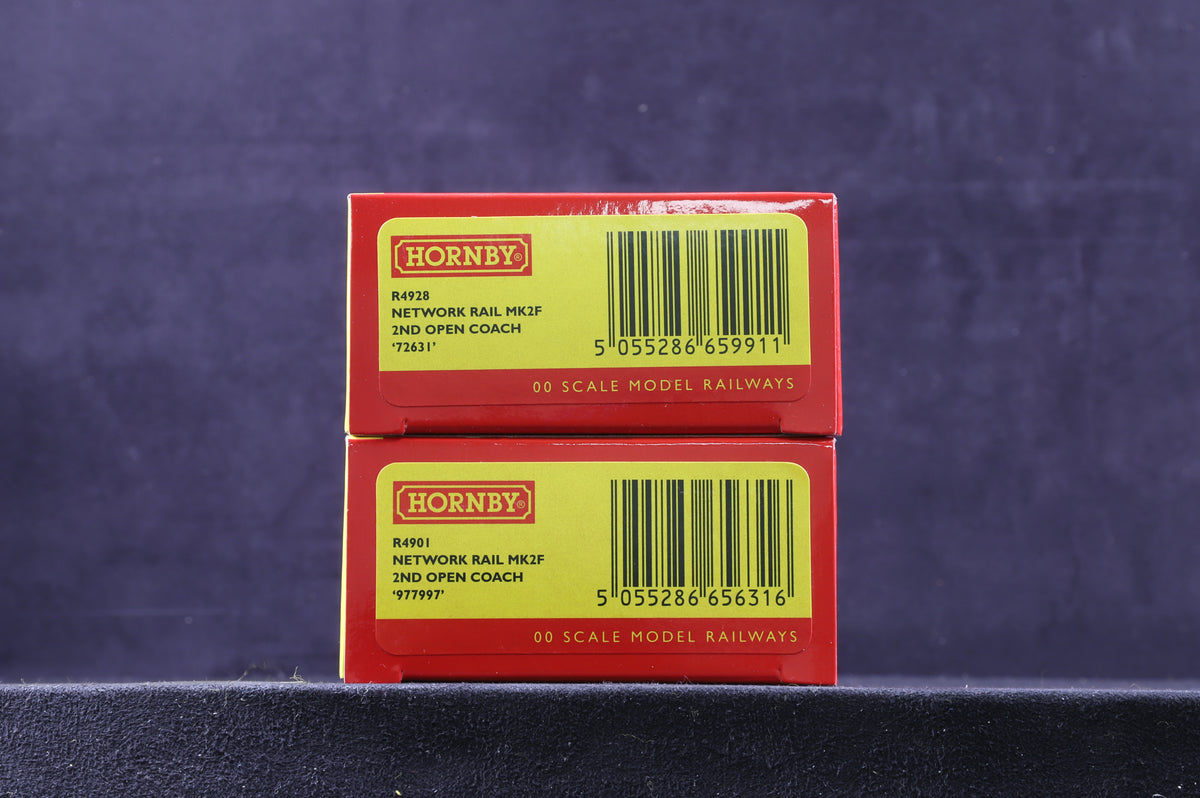 HORNBY®
R4928
NETWORK RAIL MK2F
2ND OPEN COACH
'72631'
5 055286 659911
00 SCALE MODEL RAILWAYS
HORNBY®
R4901
NETWORK RAIL MK2F
2ND OPEN COACH
'977997'
5 055286 656316
00 SCALE MODEL RAILWAYS